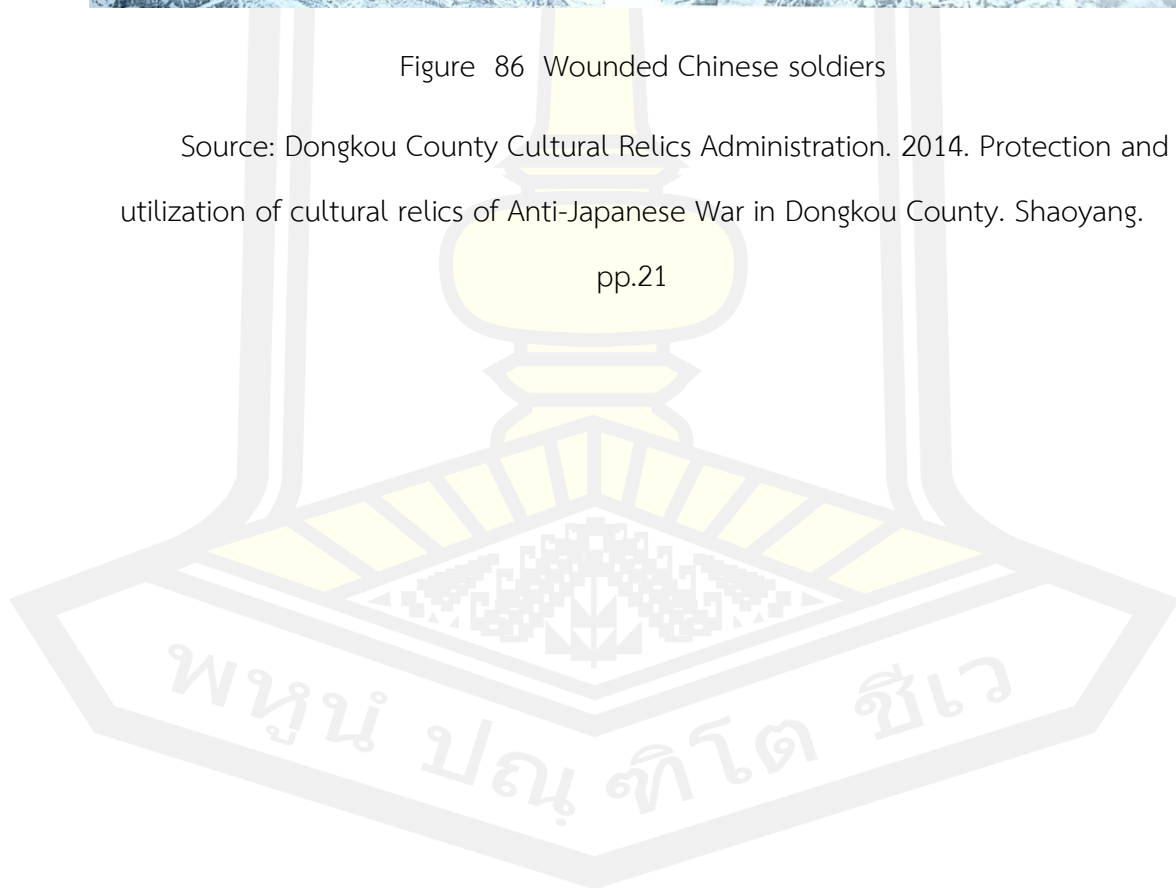 Figure 86 Wounded Chinese soldiers
Source: Dongkou County Cultural Relics Administration. 2014. Protection and
utilization of cultural relics of Anti-Japanese War in Dongkou County. Shaoyang.
pp.21
พหูนํ ปณฺฑิโต ชีเว